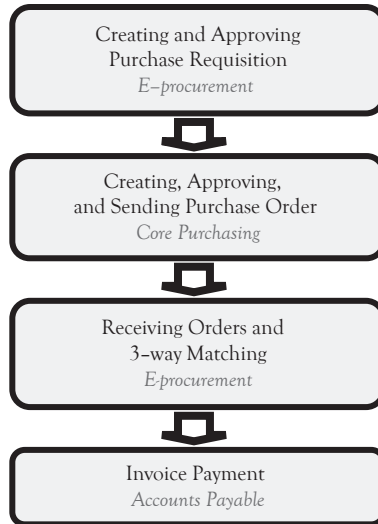 Creating and Approving
Purchase Requisition
E–procurement
Creating, Approving,
and Sending Purchase Order
Core Purchasing
Receiving Orders and
3–way Matching
E-procurement
Invoice Payment
Accounts Payable